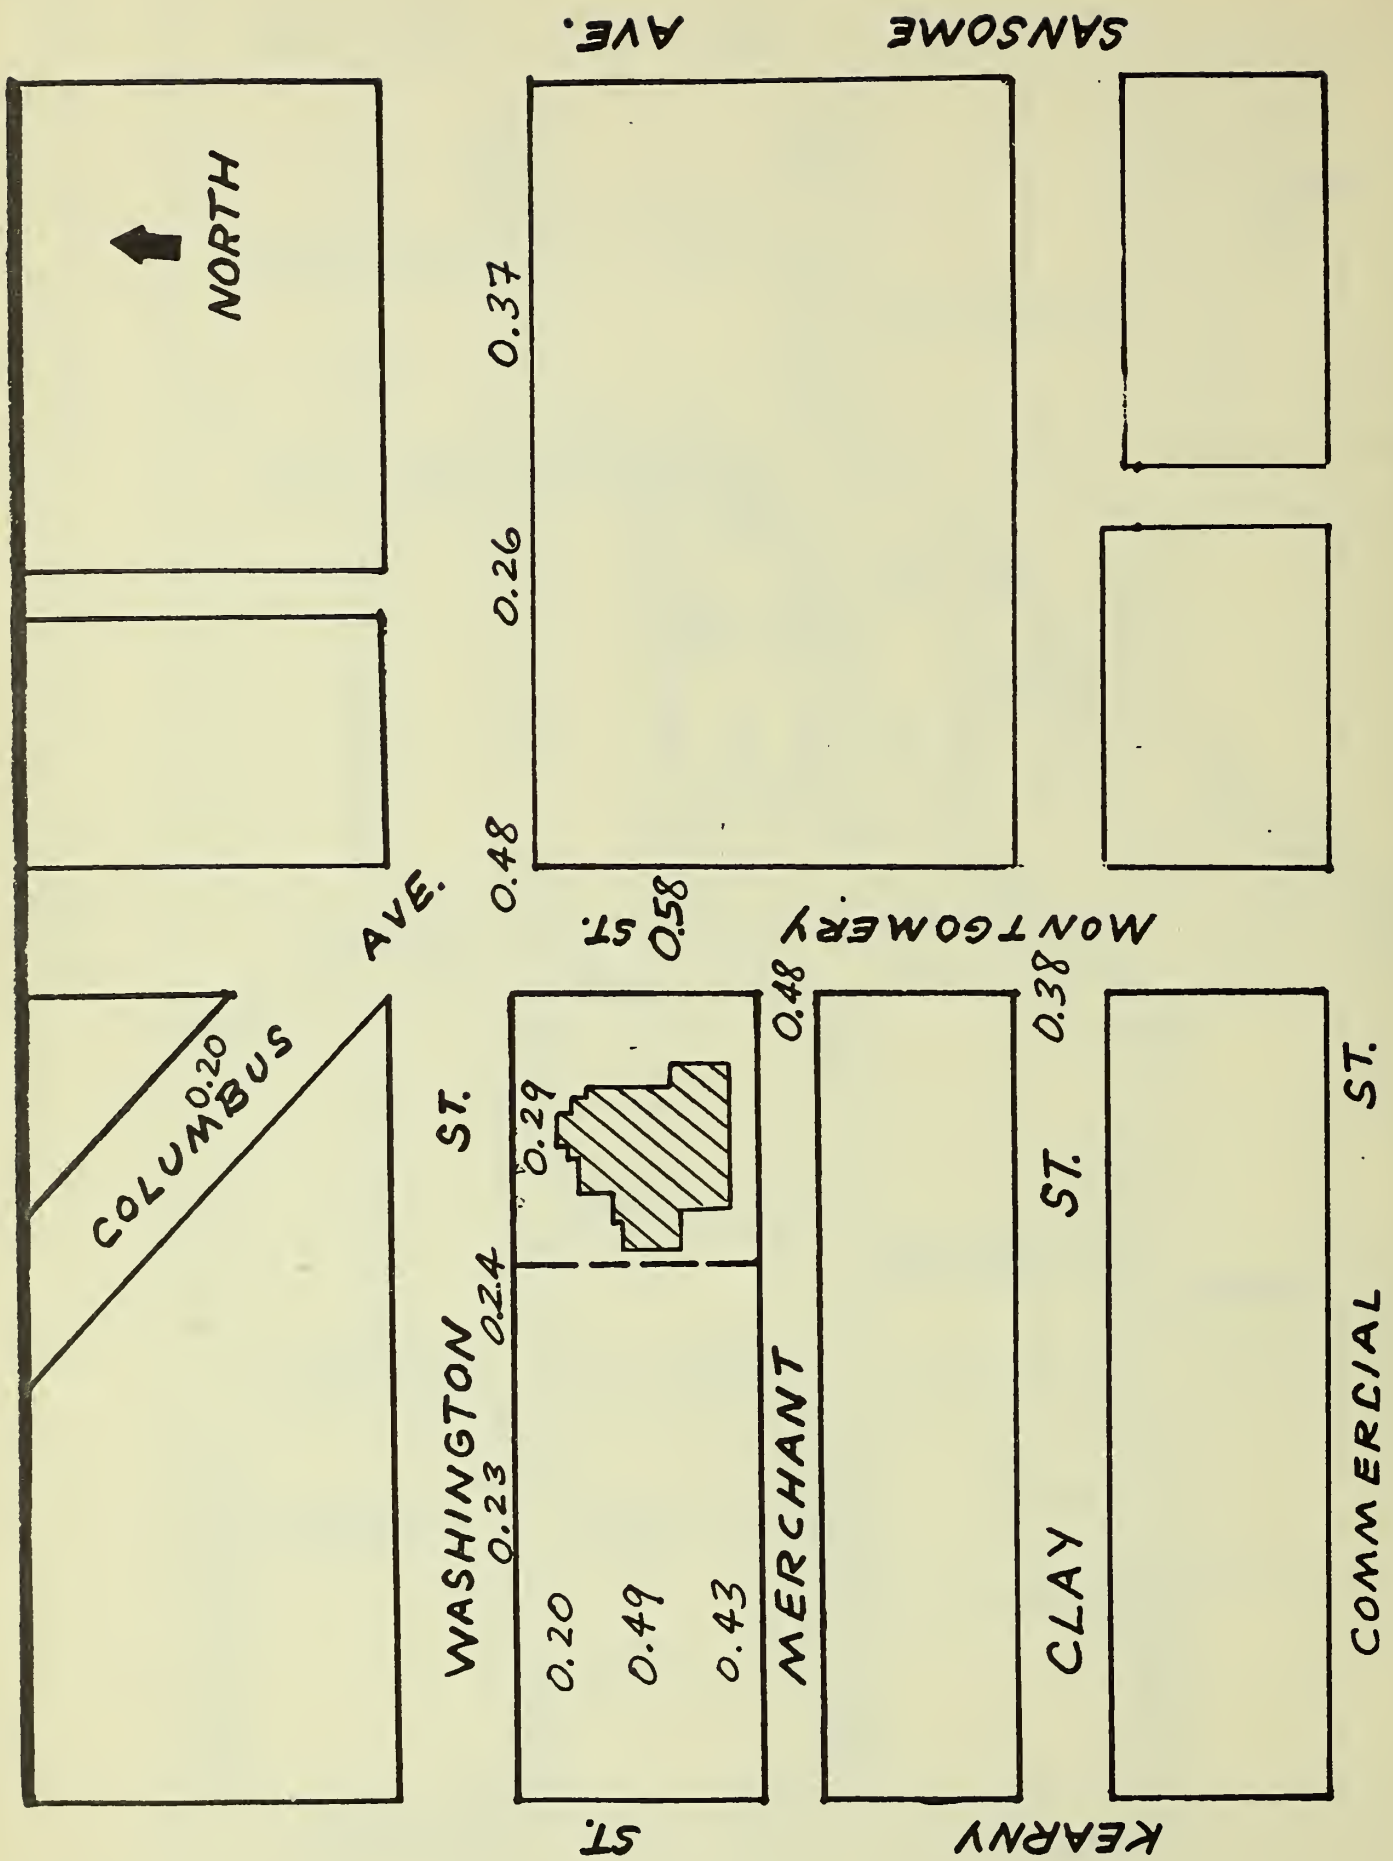 SANSOME AVE.
NORTH
0.37
0.26
0.48
AVE.
MONTGOMERY ST.
0.58
0.48
0.38
COLUMBUS
0.20
WASHINGTON ST.
0.29
0.24
0.23
0.20
0.49
0.43
MERCHANT
CLAY ST.
COMMERCIAL ST.
KEARNY ST.